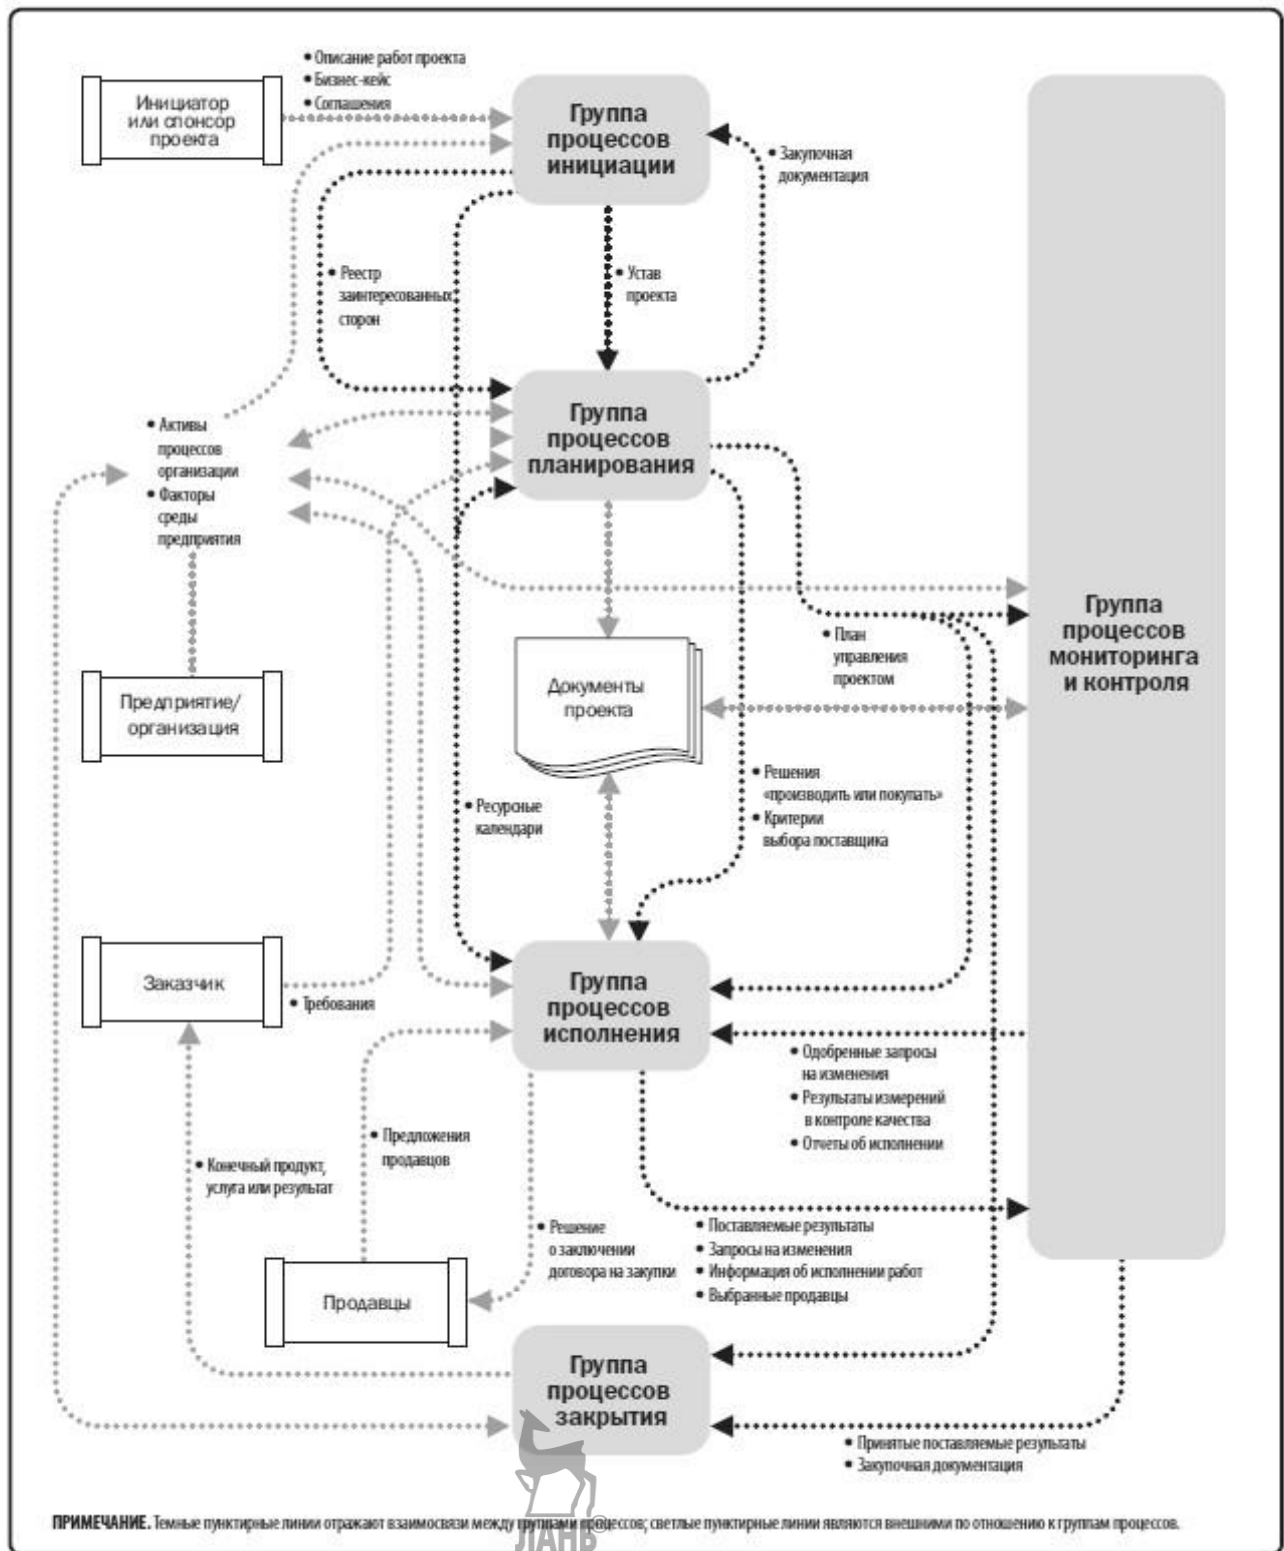 • Описание работ проекта
• Бизнес-кейс
• Соглашения
Инициатор
или спонсор
проекта
Группа
процессов
инициации
• Закупочная
документация
• Реестр
заинтересованных
сторон
• Устав
проекта
Группа
процессов
планирования
• Активы
процессов
организации
• Факторы
среды
предприятия
Группа
процессов
мониторинга
и контроля
• План
управления
проектом
Предприятие/
организация
Документы
проекта
• Решения
«производить или покупать»
• Критерии
выбора поставщика
• Ресурсные
календари
Заказчик
• Требования
Группа
процессов
исполнения
• Одобренные запросы
на изменения
• Результаты измерений
в контроле качества
• Отчеты об исполнении
• Предложения
продавцов
• Конечный продукт,
услуга или результат
• Решение
о заключении
договора на закупки
• Поставляемые результаты
• Запросы на изменения
• Информация об исполнении работ
• Выбранные продавцы
Продавцы
Группа
процессов
закрытия
• Принятые поставляемые результаты
• Закупочная документация
ПРИМЕЧАНИЕ. Темные пунктирные линии отражают взаимосвязи между группами процессов; светлые пунктирные линии являются внешними по отношению к группам процессов.
ЛАНЬ®